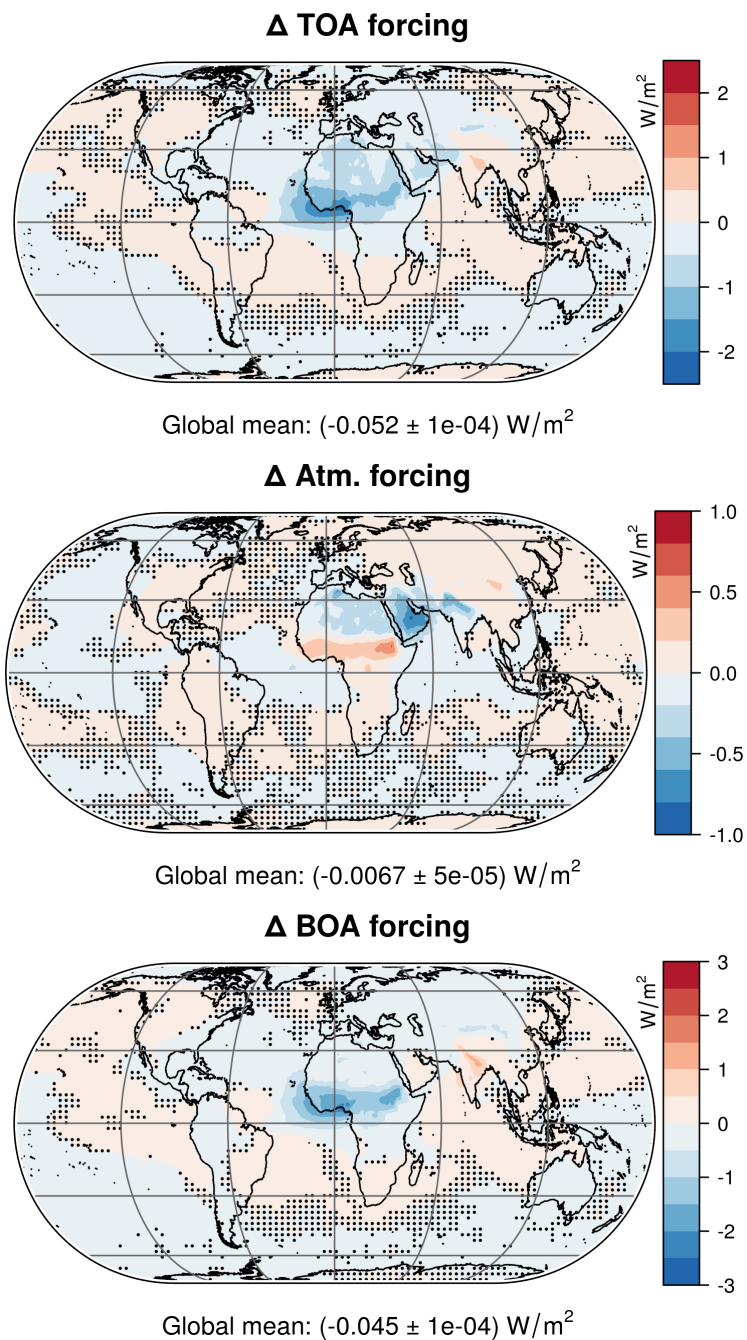 Δ TOA forcing
W/m²
2
1
0
-1
-2
Global mean: (-0.052 ± 1e-04) W/m²
Δ Atm. forcing
W/m²
1.0
0.5
0.0
-0.5
-1.0
Global mean: (-0.0067 ± 5e-05) W/m²
Δ BOA forcing
W/m²
3
2
1
0
-1
-2
-3
Global mean: (-0.045 ± 1e-04) W/m²